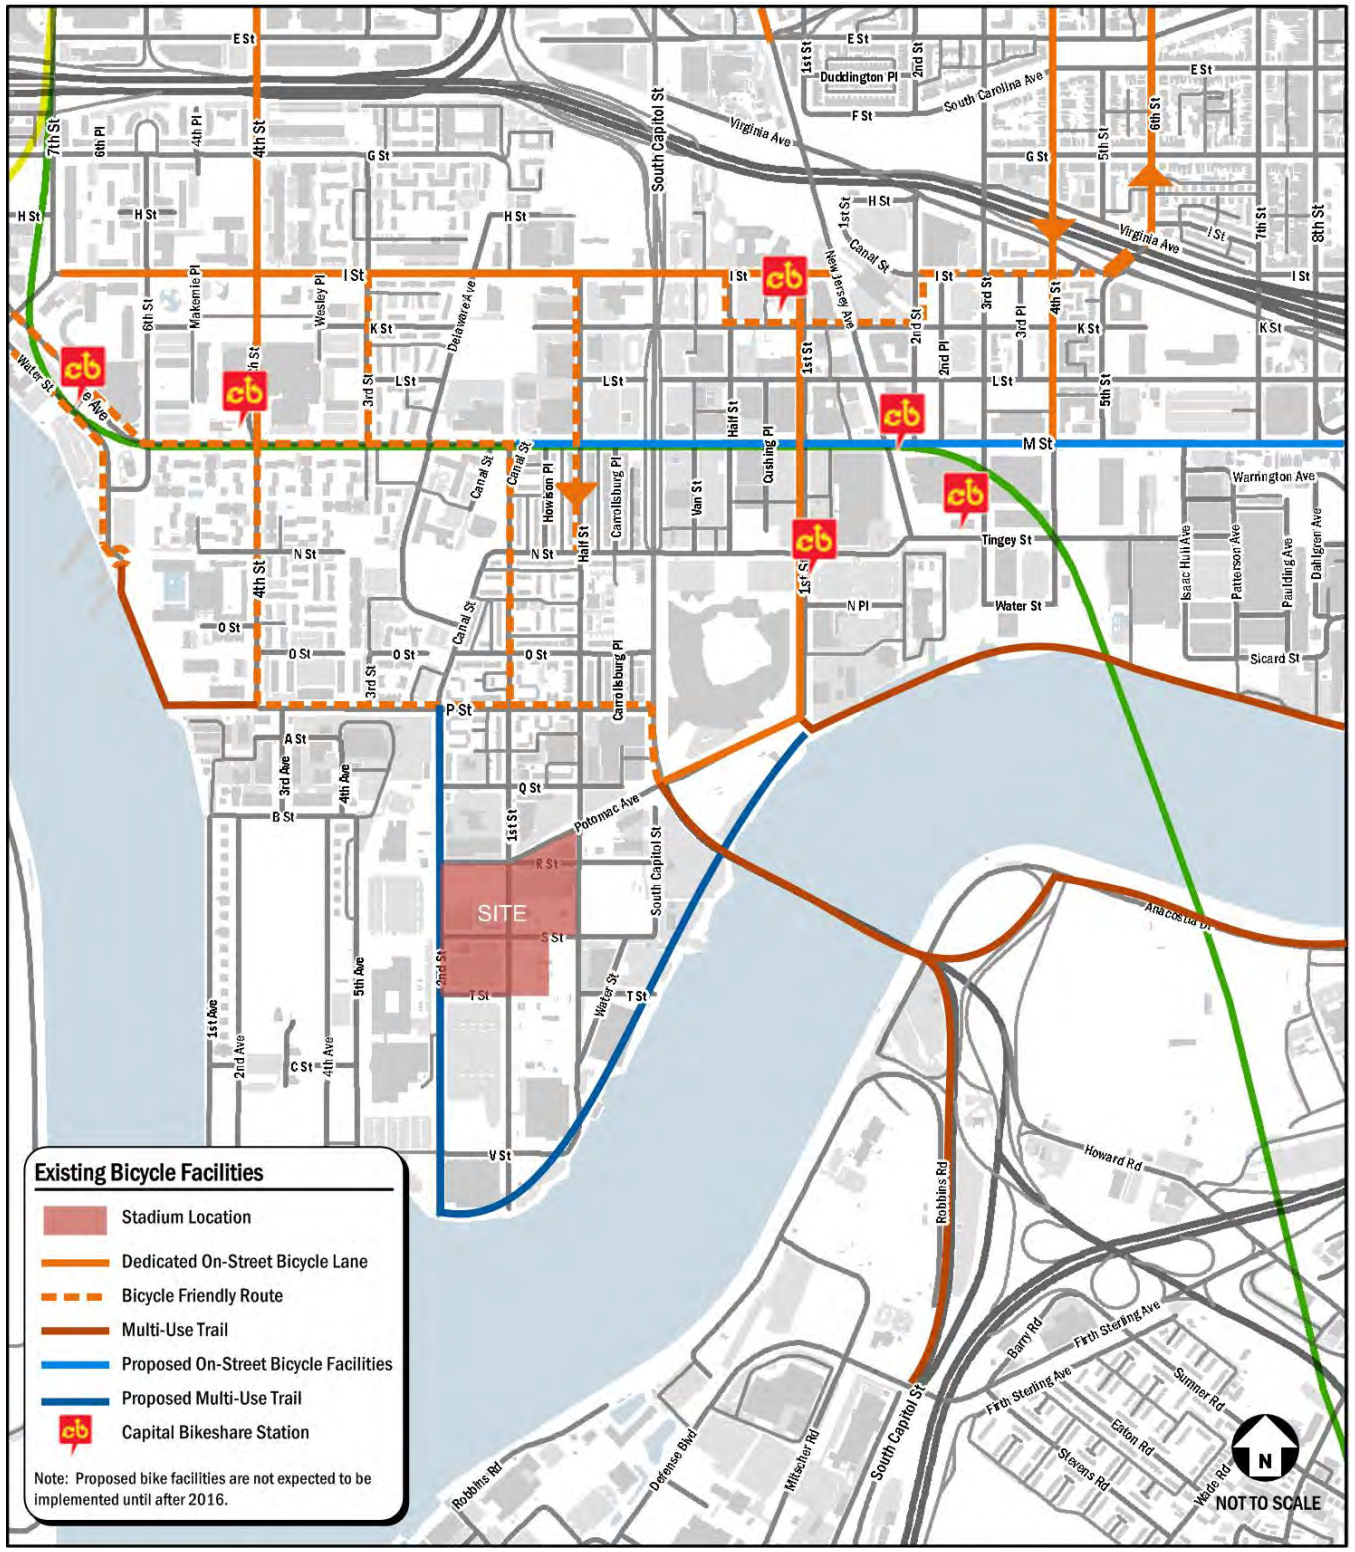 E St
E St
1st St
2nd St
Duddington Pl
South Carolina Ave
E St
F St
6th St
7th St
6th Pl
4th Pl
4th St
South Capitol St
Virginia Ave
G St
G St
5th St
H St
H St
H St
1st St
H St
Virginia Ave
I St
7th St
8th St
Canal St
New Jersey Ave
I St
I St
I St
I St
Makemie Pl
Wesley Pl
Delaware Ave
3rd St
4th St
6th St
K St
2nd St
3rd Pl
K St
K St
2nd Pl
1st St
Water St
e Ave
h St
3rd St
L St
L St
L St
5th St
Half St
Cushing Pl
M St
Canal St
Canal St
Howison Pl
Carrollsburg Pl
Van St
Warrington Ave
Half St
N St
N St
Tingey St
Isaac Hull Ave
Patterson Ave
Paulding Ave
Dahlgren Ave
4th St
1st St
N Pl
Water St
Canal St
O St
O St
O St
O St
3rd St
Carrollsburg Pl
Sicard St
P St
A St
3rd Ave
4th Ave
Q St
Potomac Ave
B St
1st St
South Capitol St
R St
SITE
S St
Anacostia Dr
2nd St
5th Ave
T St
Water St
T St
1st Ave
2nd Ave
4th Ave
C St
V St
Howard Rd
Robbins Rd
Existing Bicycle Facilities
Stadium Location
Dedicated On-Street Bicycle Lane
Bicycle Friendly Route
Multi-Use Trail
Proposed On-Street Bicycle Facilities
Proposed Multi-Use Trail
cb Capital Bikeshare Station
Note: Proposed bike facilities are not expected to be
implemented until after 2016.
Barry Rd
Firth Sterling Ave
Firth Sterling Ave
Sumner Rd
Eaton Rd
Stevens Rd
Wade Rd
South Capitol St
Mitscher Rd
Defense Blvd
Robbins Rd
N
NOT TO SCALE
cb
cb
cb
cb
cb
cb